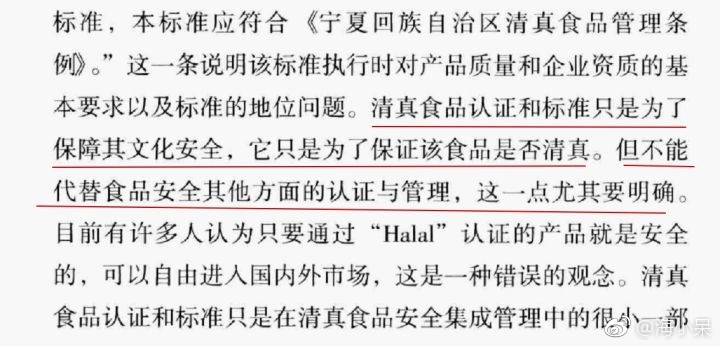 标准，本标准应符合《宁夏回族自治区清真食品管理条
例》。”这一条说明该标准执行时对产品质量和企业资质的基
本要求以及标准的地位问题。清真食品认证和标准只是为了
保障其文化安全，它只是为了保证该食品是否清真。但不能
代替食品安全其他方面的认证与管理，这一点尤其要明确。
目前有许多人认为只要通过“Halal”认证的产品就是安全
的，可以自由进入国内外市场，这是一种错误的观念。清真
食品认证和标准只是在清真食品安全集成管理中的很小一部